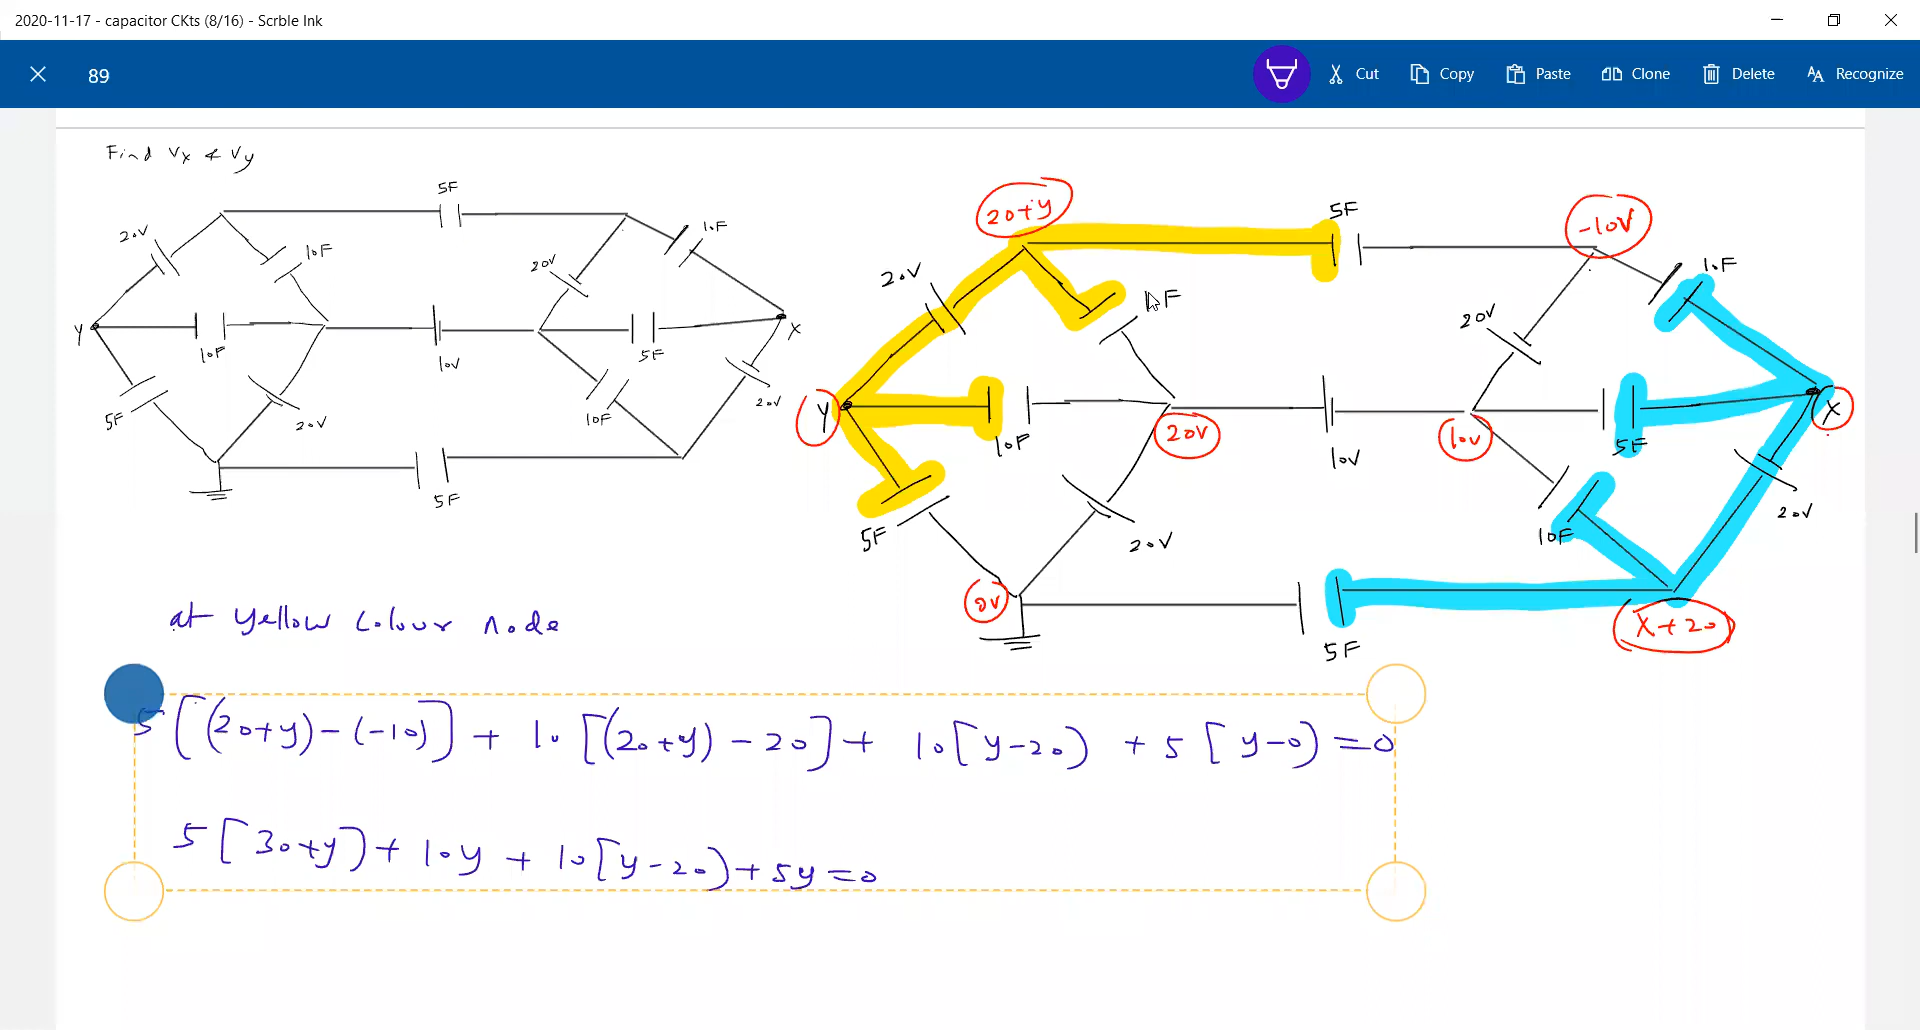 2020-11-17 - capacitor CKts (8/16) - Scrble Ink
89
Cut Copy Paste Clone Delete Recognize
Find Vx & Vy
5F
20V
10F
1.F
20V
Y
10F
10V
5F
X
5F
20V
10F
20V
5F
20+y
5F
-10V
1.F
20V
F
20V
Y
10F
20V
10V
10V
5F
X
5F
20V
10F
20V
0V
5F
X+20
at yellow colour node
5[(20+y)-(-10)] + 10[(20+y)-20] + 10[y-20) + 5[y-0)=0
5[30+y)+10y + 10[y-20)+5y=0